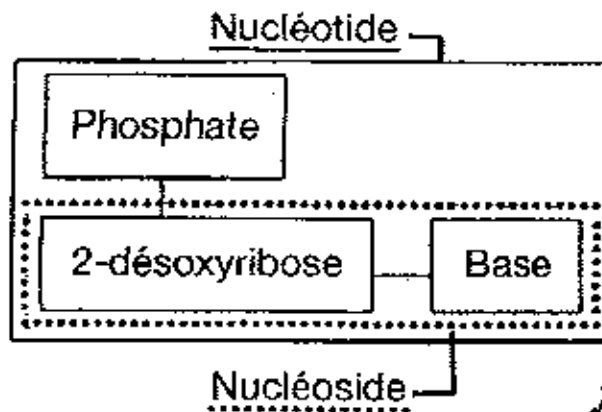 Nucléotide
Phosphate
2-désoxyribose
Base
Nucléoside